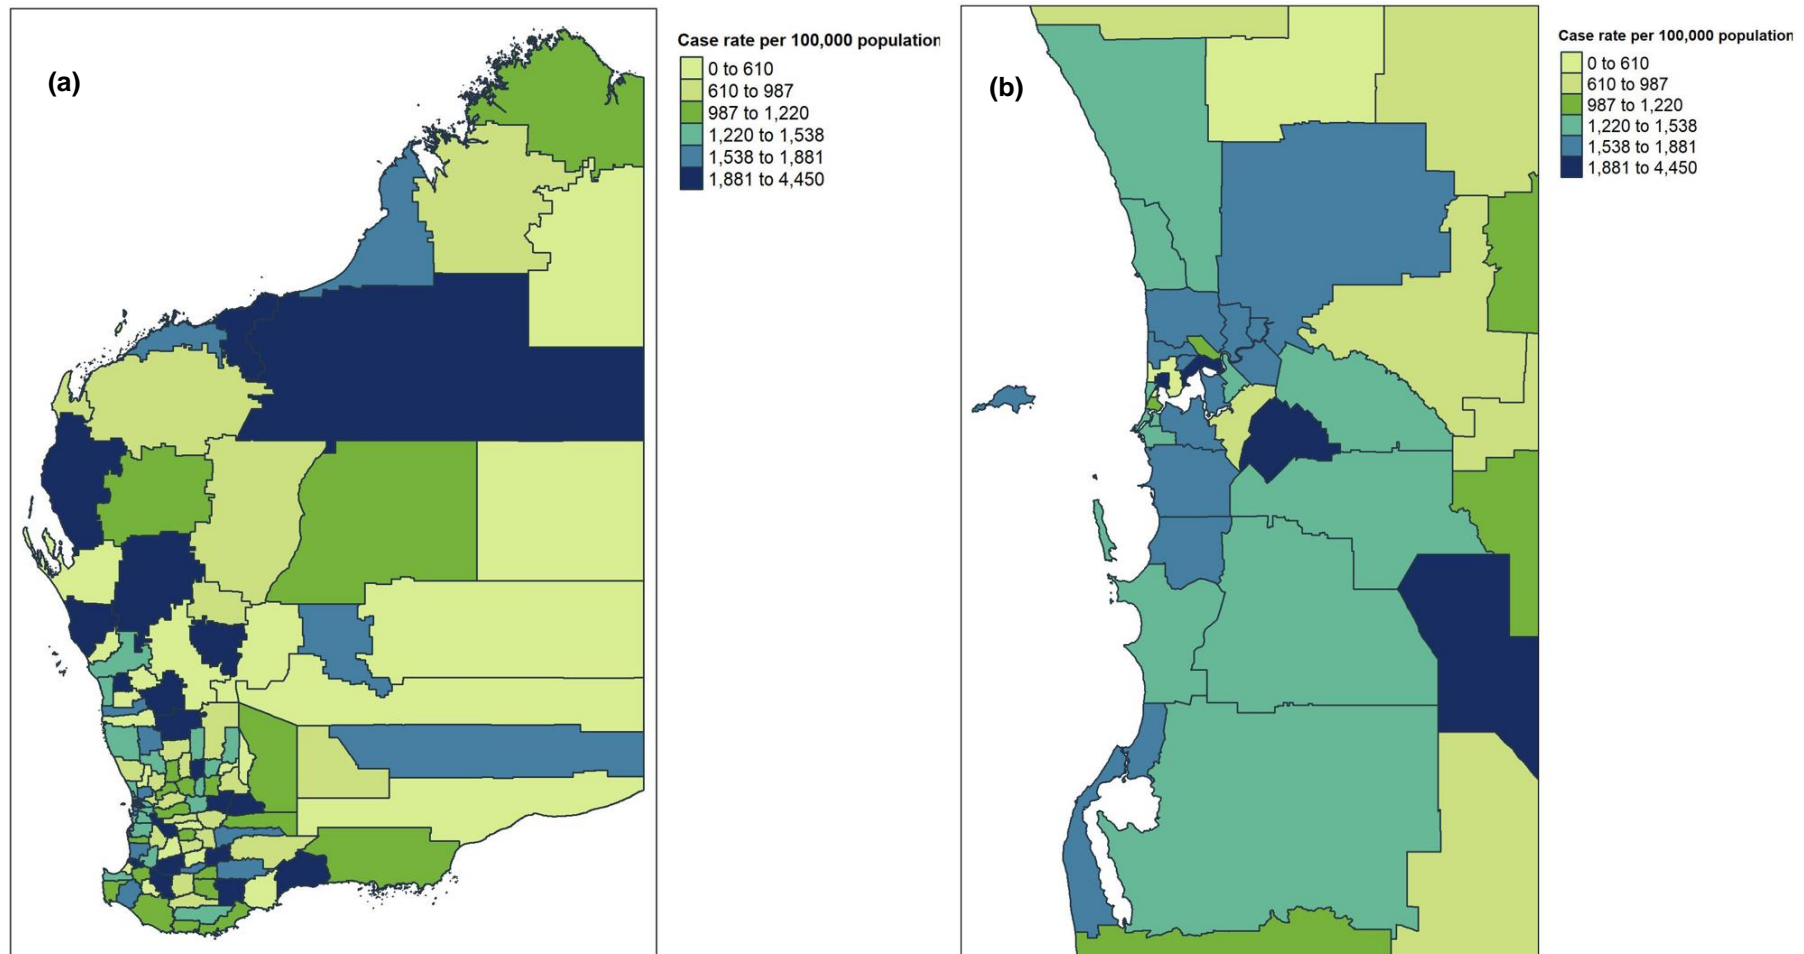 (a)
Case rate per 100,000 population
0 to 610
610 to 987
987 to 1,220
1,220 to 1,538
1,538 to 1,881
1,881 to 4,450
(b)
Case rate per 100,000 population
0 to 610
610 to 987
987 to 1,220
1,220 to 1,538
1,538 to 1,881
1,881 to 4,450